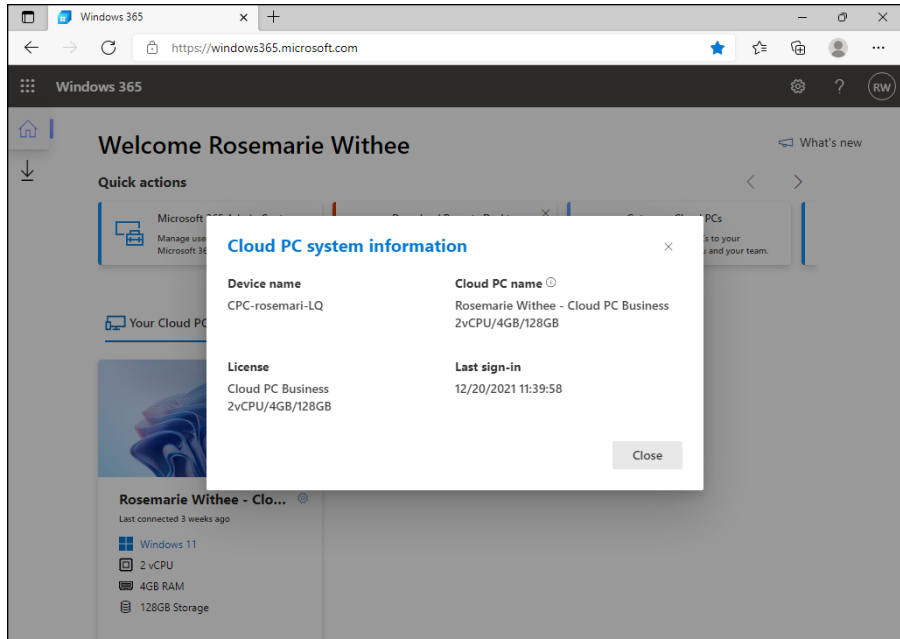 Windows 365
https://windows365.microsoft.com
Windows 365
RW
Welcome Rosemarie Withee
What's new
Quick actions
Microsoft
PCs
Manage use
s to your
Microsoft 36
and your team.
Cloud PC system information
Device name
Cloud PC name
CPC-rosemari-LQ
Rosemarie Withee - Cloud PC Business
2vCPU/4GB/128GB
Your Cloud PC
License
Last sign-in
Cloud PC Business
12/20/2021 11:39:58
2vCPU/4GB/128GB
Close
Rosemarie Withee - Clo...
Last connected 3 weeks ago
Windows 11
2 vCPU
4GB RAM
128GB Storage